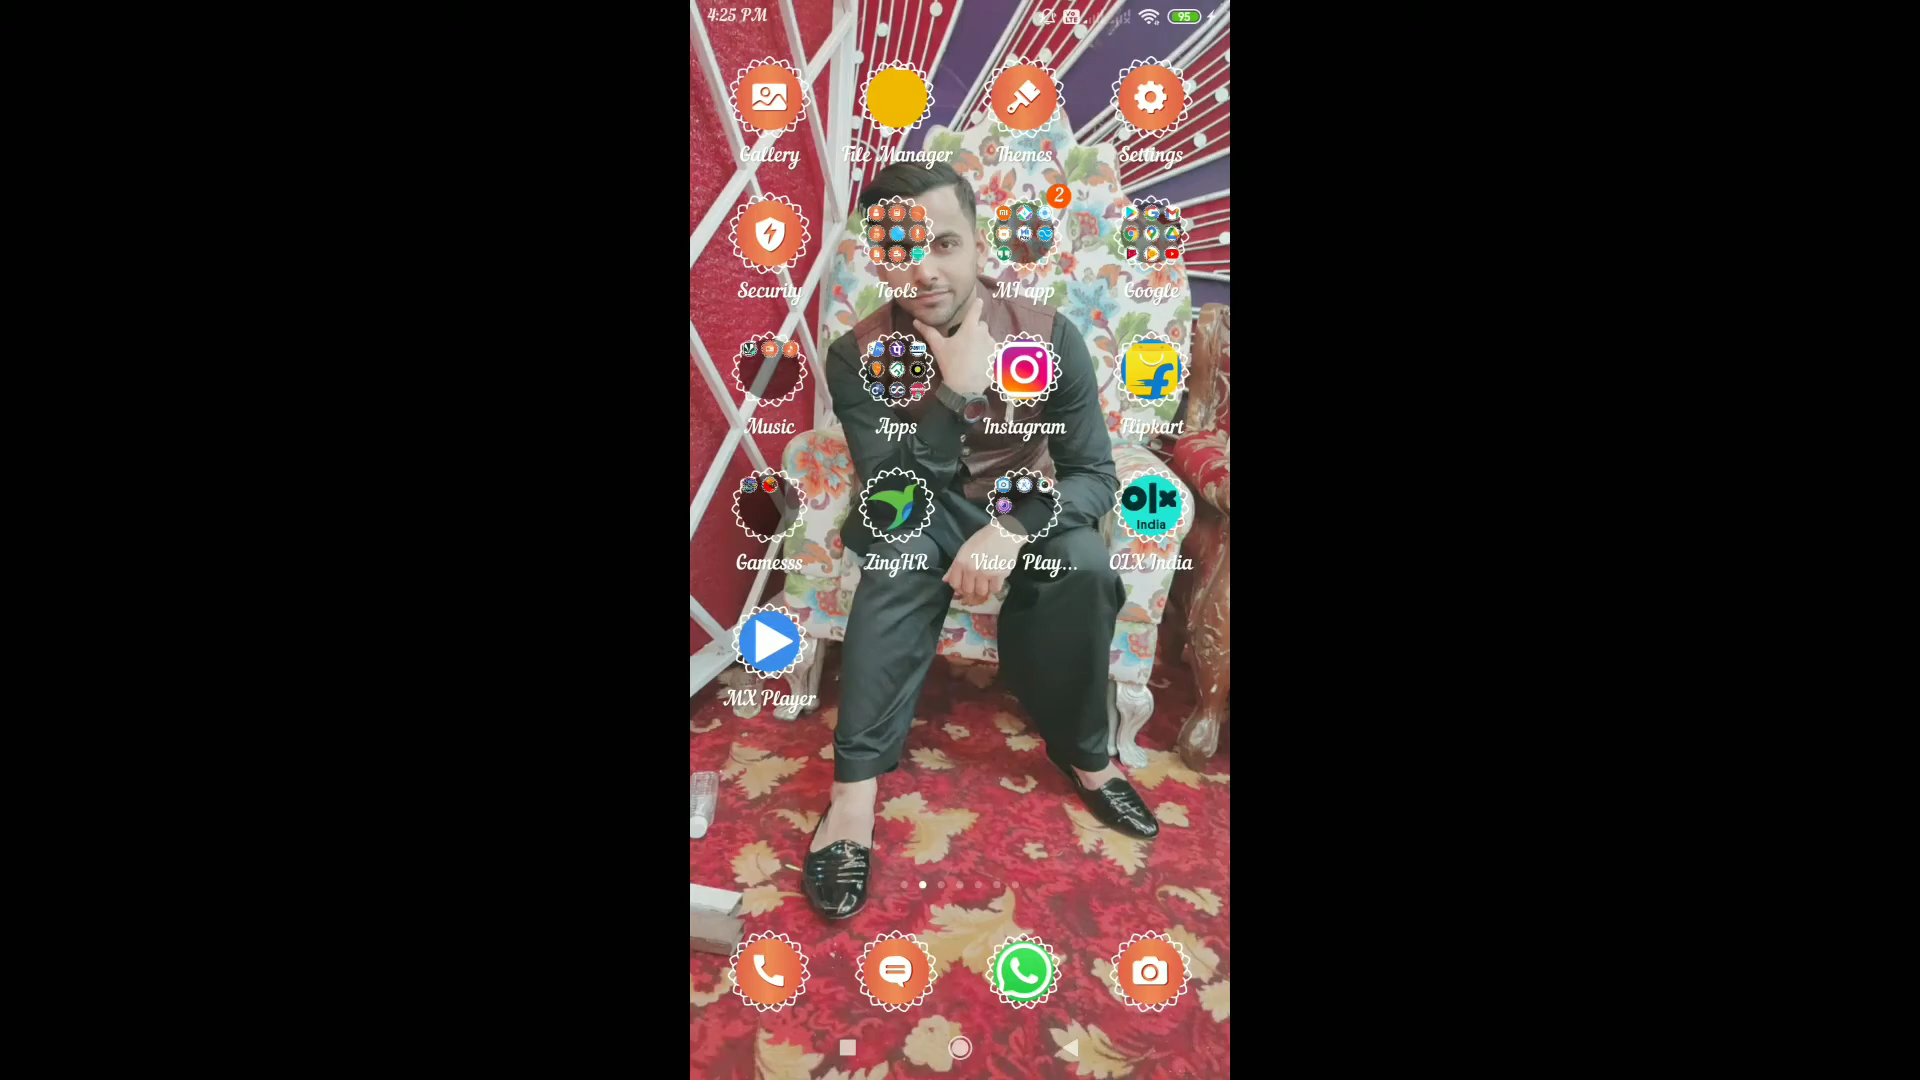 4:25 PM
95
Gallery
File Manager
Themes
Settings
2
Security
Tools
MI app
Google
Music
Apps
Instagram
Flipkart
olx
India
Gamesss
ZingHR
Video Play...
OLX India
MX Player